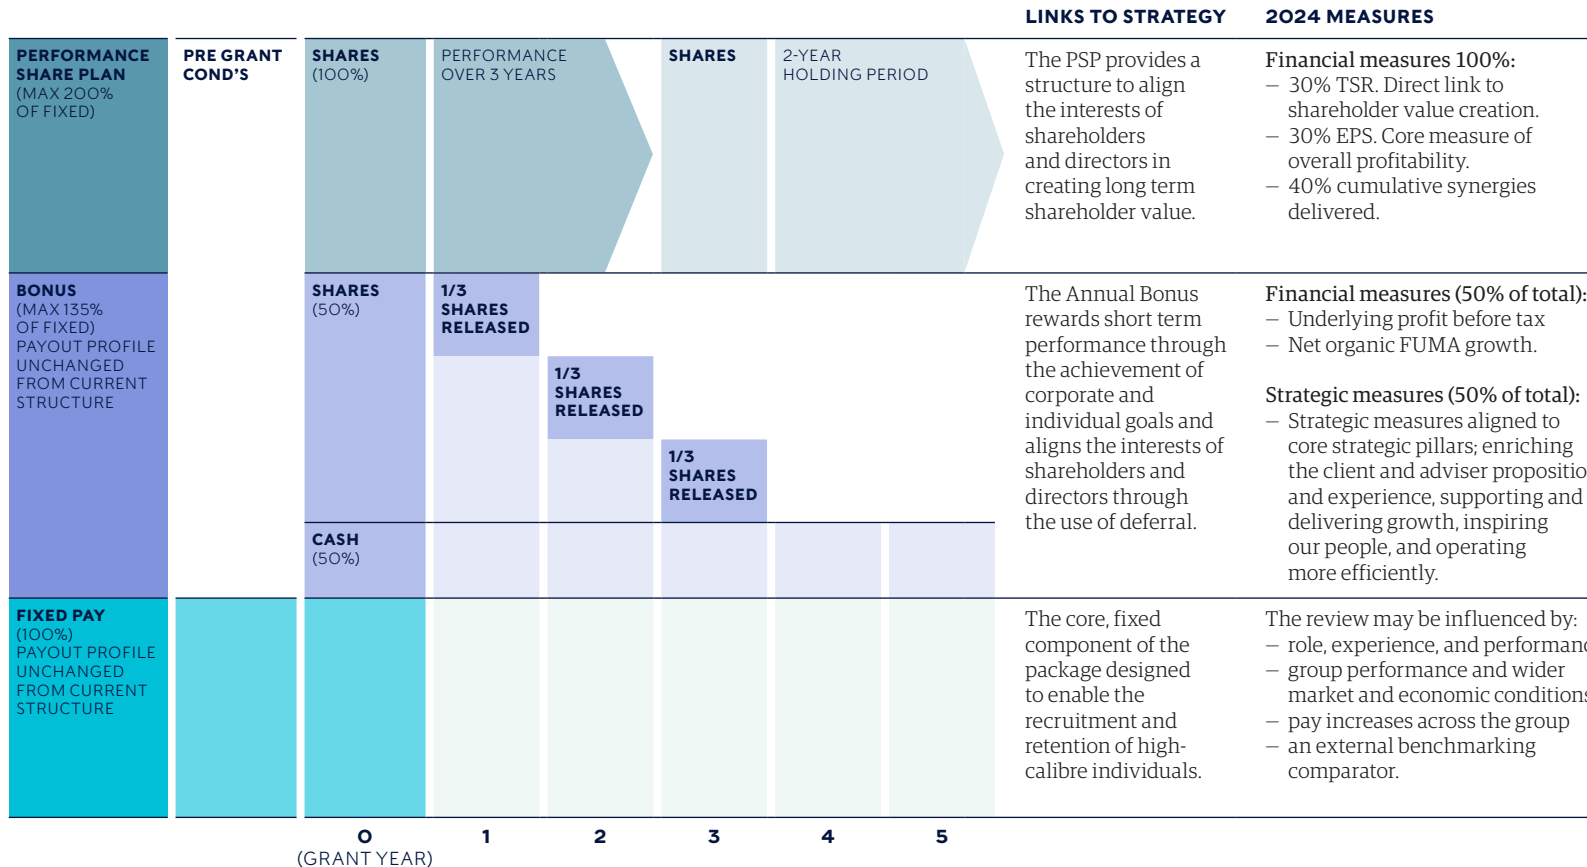 LINKS TO STRATEGY
2024 MEASURES
PERFORMANCE
SHARE PLAN
(MAX 200%
OF FIXED)
PRE GRANT
COND'S
SHARES
(100%)
PERFORMANCE
OVER 3 YEARS
SHARES
2-YEAR
HOLDING PERIOD
The PSP provides a
structure to align
the interests of
shareholders
and directors in
creating long term
shareholder value.
Financial measures 100%:
– 30% TSR. Direct link to
shareholder value creation.
– 30% EPS. Core measure of
overall profitability.
– 40% cumulative synergies
delivered.
BONUS
(MAX 135%
OF FIXED)
PAYOUT PROFILE
UNCHANGED
FROM CURRENT
STRUCTURE
SHARES
(50%)
1/3
SHARES
RELEASED
1/3
SHARES
RELEASED
1/3
SHARES
RELEASED
CASH
(50%)
The Annual Bonus
rewards short term
performance through
the achievement of
corporate and
individual goals and
aligns the interests of
shareholders and
directors through
the use of deferral.
Financial measures (50% of total):
– Underlying profit before tax
– Net organic FUMA growth.
Strategic measures (50% of total):
– Strategic measures aligned to
core strategic pillars; enriching
the client and adviser propositio
and experience, supporting and
delivering growth, inspiring
our people, and operating
more efficiently.
FIXED PAY
(100%)
PAYOUT PROFILE
UNCHANGED
FROM CURRENT
STRUCTURE
The core, fixed
component of the
package designed
to enable the
recruitment and
retention of high-
calibre individuals.
The review may be influenced by:
– role, experience, and performanc
– group performance and wider
market and economic conditions
– pay increases across the group
– an external benchmarking
comparator.
0
(GRANT YEAR)
1
2
3
4
5